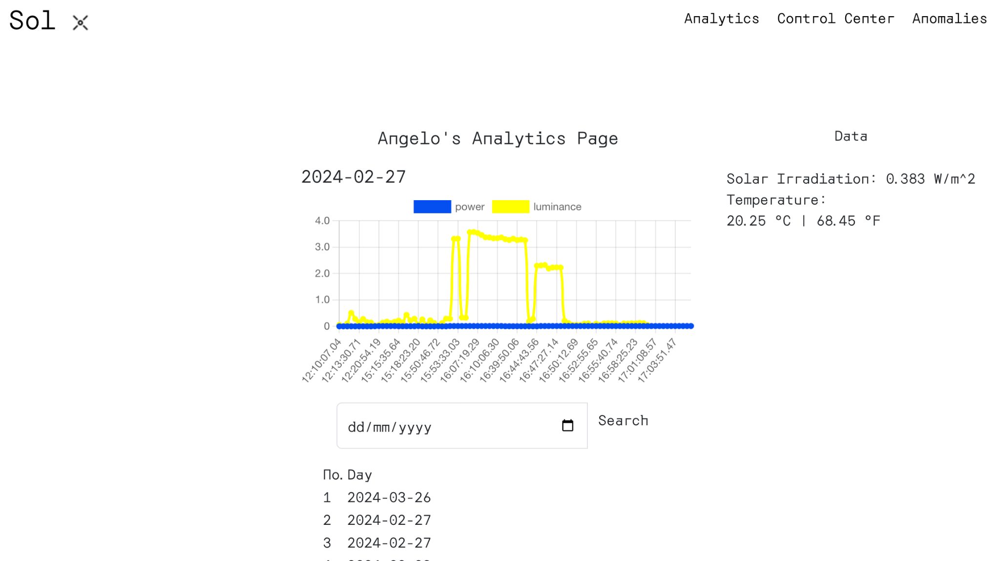 Sol
Analytics Control Center Anomalies
Angelo's Analytics Page
2024-02-27
power luminance
4.0
3.0
2.0
1.0
0
12:10:07.04
12:13:30.71
12:20:54.19
15:15:35.64
15:18:23.20
15:50:46.72
15:53:33.03
16:07:19.29
16:10:06.30
16:39:50.06
16:44:43.56
16:47:27.14
16:50:12.69
16:52:55.65
16:55:40.74
16:58:25.23
17:01:08.57
17:03:51.47
dd/mm/yyyy
Search
No. Day
1 2024-03-26
2 2024-02-27
3 2024-02-27
Data
Solar Irradiation: 0.383 W/m^2
Temperature:
20.25 °C | 68.45 °F